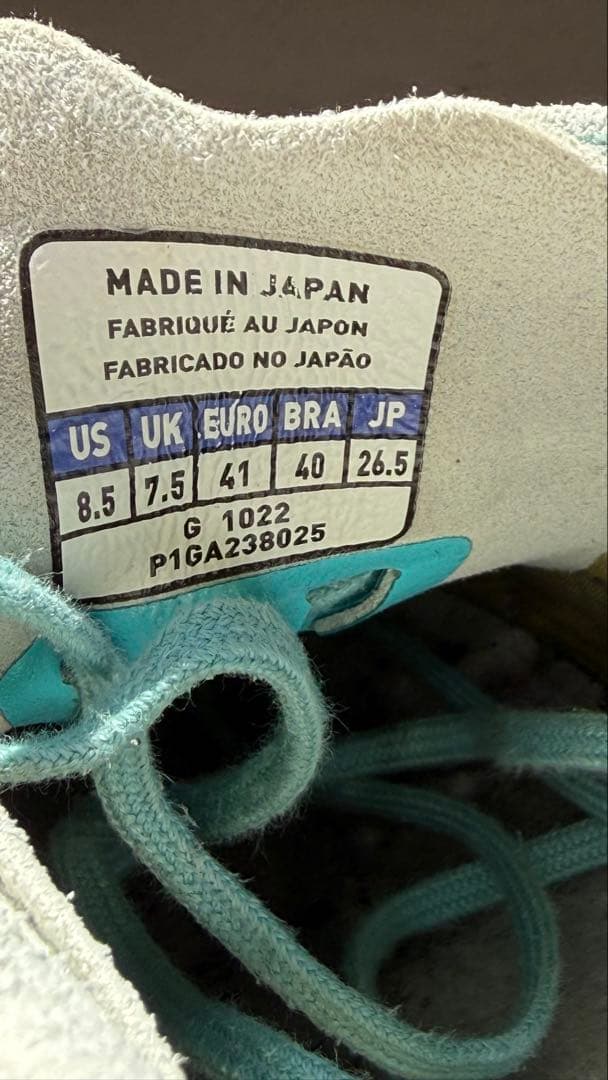 MADE IN JAPAN
FABRIQUÉ AU JAPON
FABRICADO NO JAPÃO
US UK EURO BRA JP
8.5 7.5 41 40 26.5
G 1022
P1GA238025